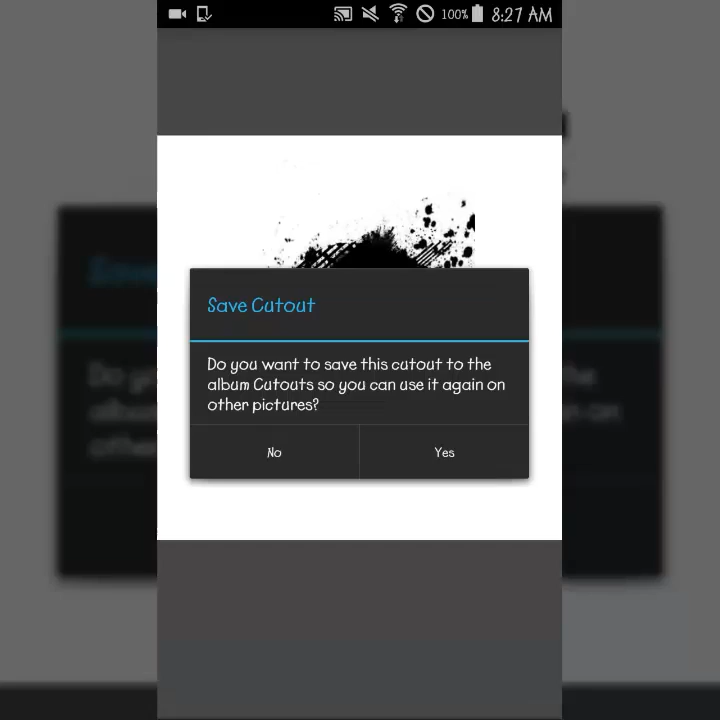 100% 8:27 AM
Save Cutout
Do you want to save this cutout to the
album Cutouts so you can use it again on
other pictures?
No Yes